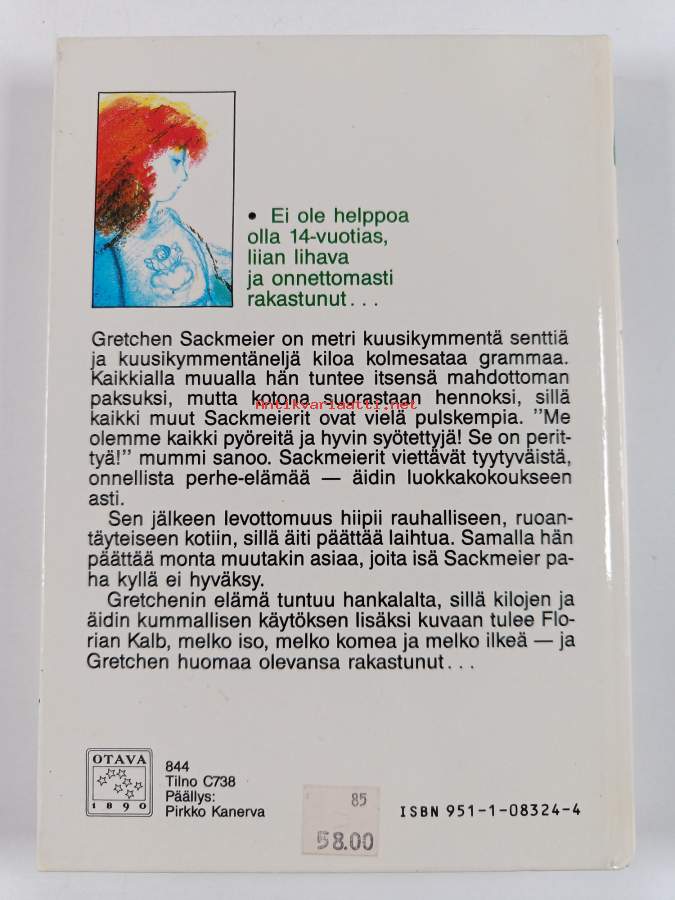 • Ei ole helppoa
olla 14-vuotias,
liian lihava
ja onnettomasti
rakastunut...
Gretchen Sackmeier on metri kuusikymmentä senttiä
ja kuusikymmentäneljä kiloa kolmesataa grammaa.
Kaikkialla muualla hän tuntee itsensä mahdottoman
paksuksi, mutta kotona suorastaan hennoksi, sillä
Antikvariaatti.net
kaikki muut Sackmeierit ovat vielä pulskempia. ”Me
olemme kaikki pyöreitä ja hyvin syötettyjä! Se on perit-
tyä!” mummi sanoo. Sackmeierit viettävät tyytyväistä,
onnellista perhe-elämää — äidin luokkakokoukseen
asti.
Sen jälkeen levottomuus hiipii rauhalliseen, ruoan-
täyteiseen kotiin, sillä äiti päättää laihtua. Samalla hän
päättää monta muutakin asiaa, joita isä Sackmeier pa-
ha kyllä ei hyväksy.
Gretchenin elämä tuntuu hankalalta, sillä kilojen ja
äidin kummallisen käytöksen lisäksi kuvaan tulee Flo-
rian Kalb, melko iso, melko komea ja melko ilkeä — ja
Gretchen huomaa olevansa rakastunut...
OTAVA
1890
844
Tilno C738
Päällys:
Pirkko Kanerva
85
58.00
ISBN 951-1-08324-4